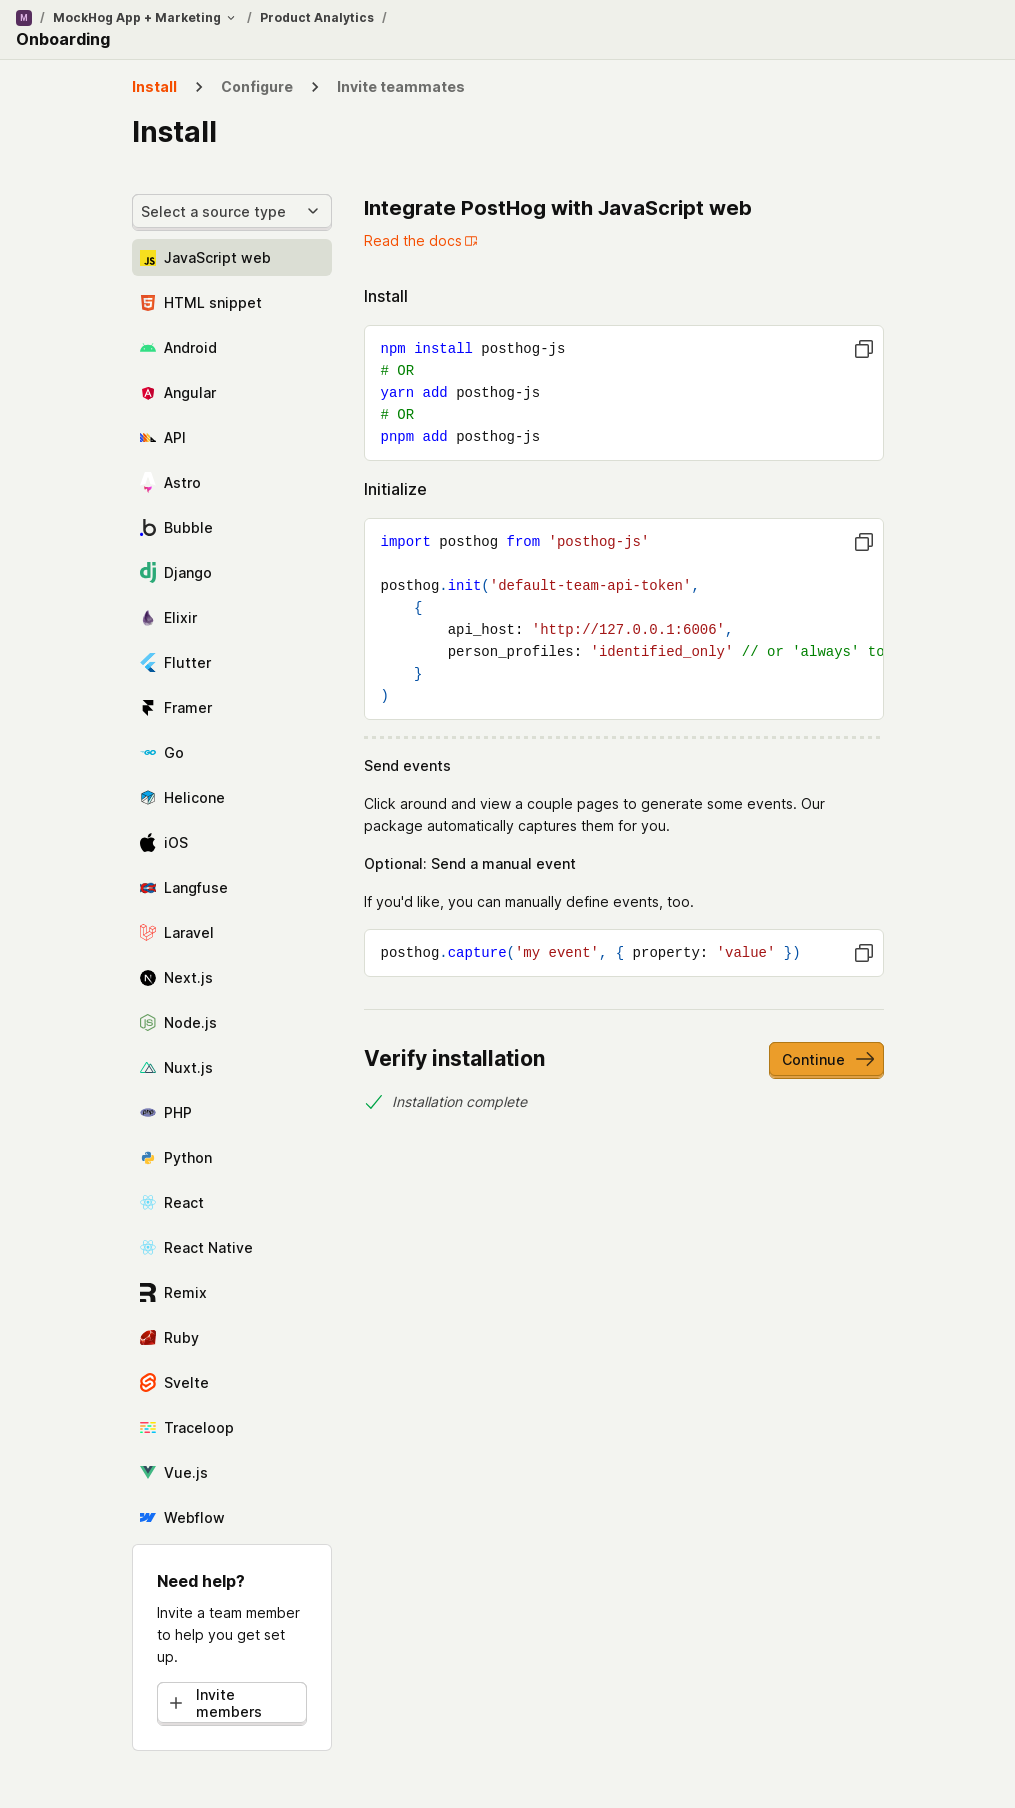 M / MockHog App + Marketing / Product Analytics /
Onboarding
Install > Configure > Invite teammates
Install
Select a source type
JavaScript web
HTML snippet
Android
Angular
API
Astro
Bubble
Django
Elixir
Flutter
Framer
Go
Helicone
iOS
Langfuse
Laravel
Next.js
Node.js
Nuxt.js
PHP
Python
React
React Native
Remix
Ruby
Svelte
Traceloop
Vue.js
Webflow
Need help?
Invite a team member
to help you get set
up.
Invite
members
Integrate PostHog with JavaScript web
Read the docs
Install
npm install posthog-js
# OR
yarn add posthog-js
# OR
pnpm add posthog-js
Initialize
import posthog from 'posthog-js'
posthog.init('default-team-api-token',
    {
        api_host: 'http://127.0.0.1:6006',
        person_profiles: 'identified_only' // or 'always' to
    }
)
Send events
Click around and view a couple pages to generate some events. Our
package automatically captures them for you.
Optional: Send a manual event
If you'd like, you can manually define events, too.
posthog.capture('my event', { property: 'value' })
Verify installation
Continue
Installation complete